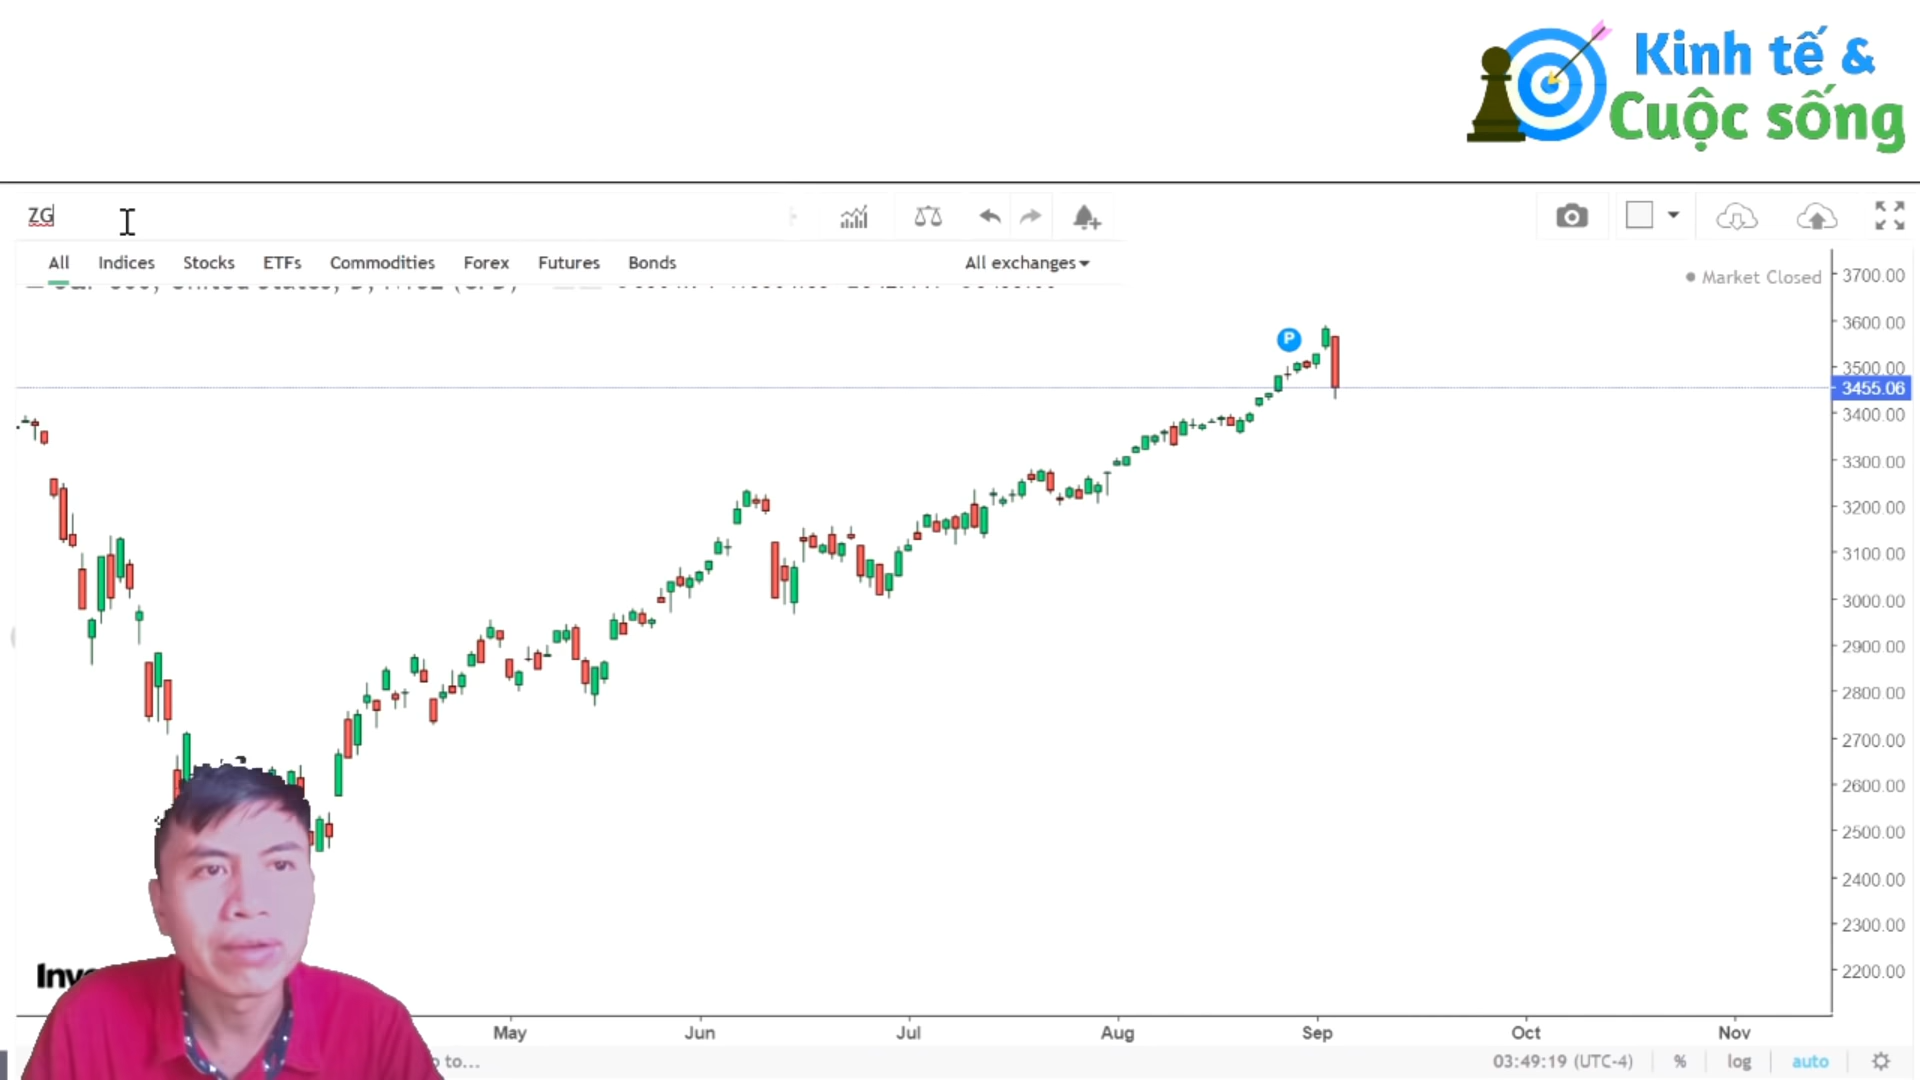 Kinh tế &
Cuộc sống
ZG
All Indices Stocks ETFs Commodities Forex Futures Bonds All exchanges
Market Closed
P
3700.00
3600.00
3500.00
3455.06
3400.00
3300.00
3200.00
3100.00
3000.00
2900.00
2800.00
2700.00
2600.00
2500.00
2400.00
2300.00
2200.00
May Jun Jul Aug Sep Oct Nov
to... 03:49:19 (UTC-4) % log auto